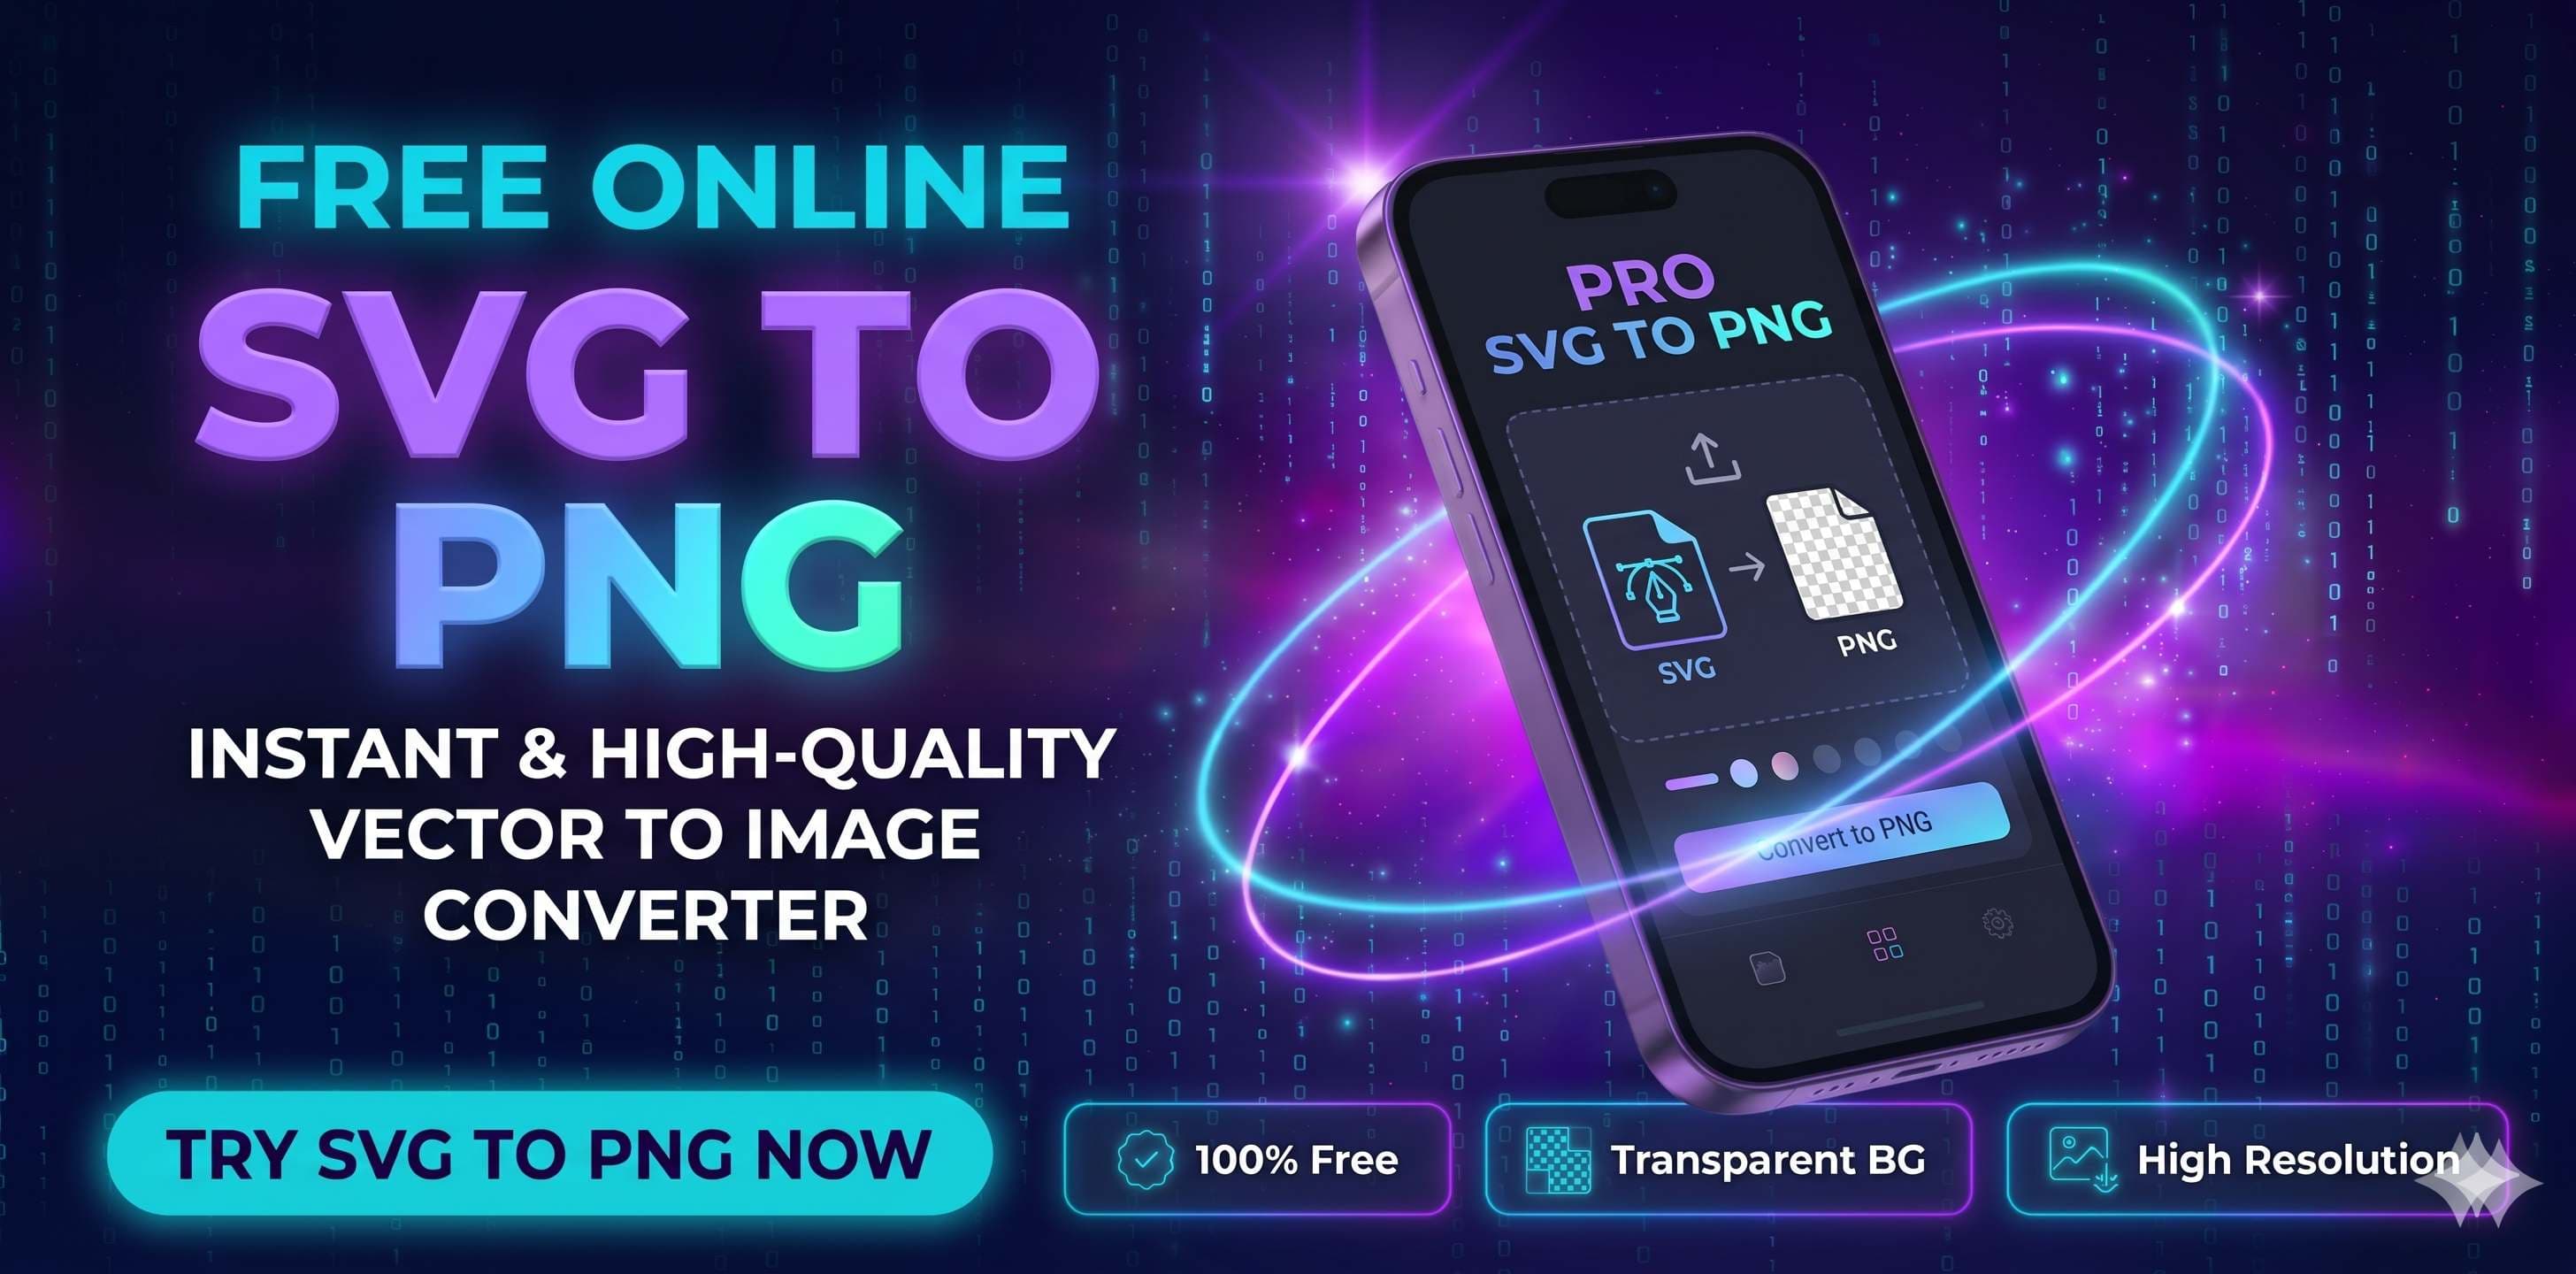 FREE ONLINE
SVG TO
PNG
INSTANT & HIGH-QUALITY
VECTOR TO IMAGE
CONVERTER
TRY SVG TO PNG NOW
PRO
SVG TO PNG
SVG
PNG
Convert to PNG
100% Free
Transparent BG
High Resolution